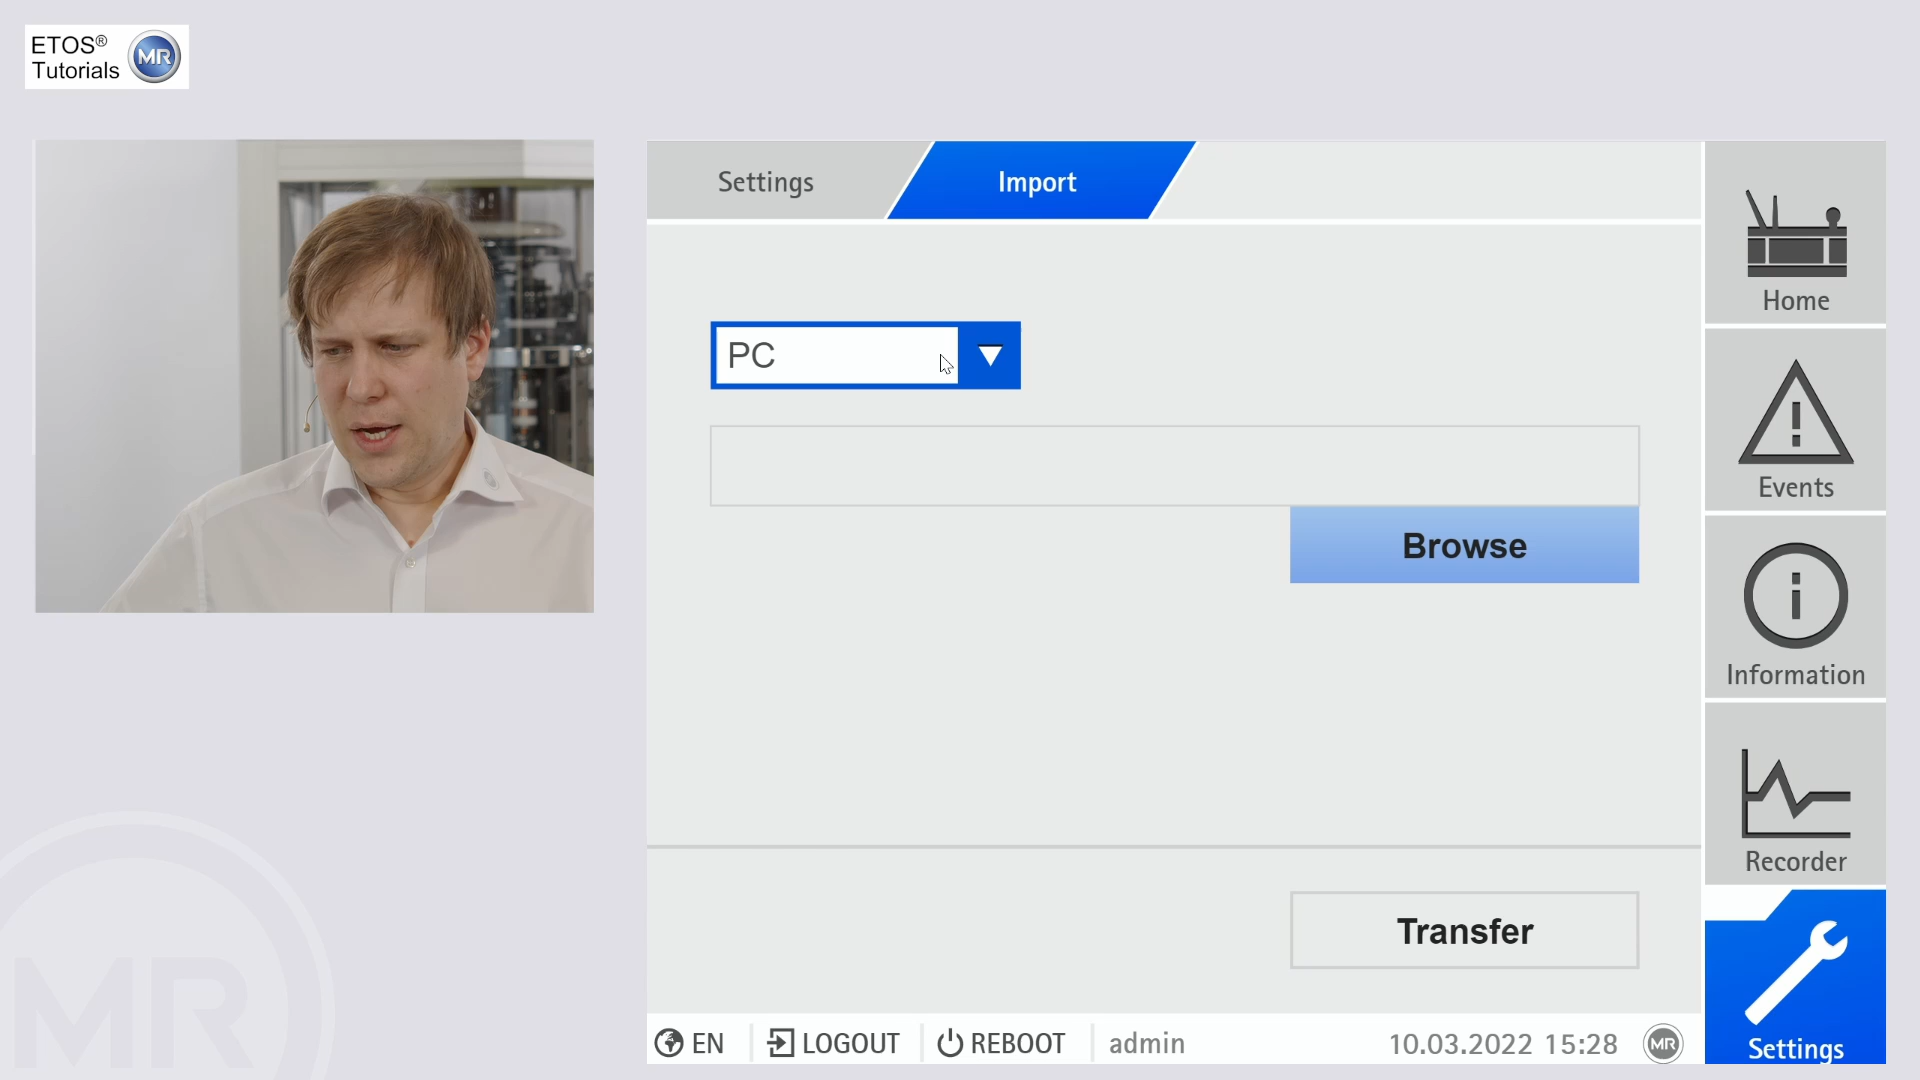 ETOS®
Tutorials
MR
Settings
Import
PC
Browse
Transfer
Home
Events
Information
Recorder
Settings
EN
LOGOUT
REBOOT
admin
10.03.2022 15:28
MR
MR